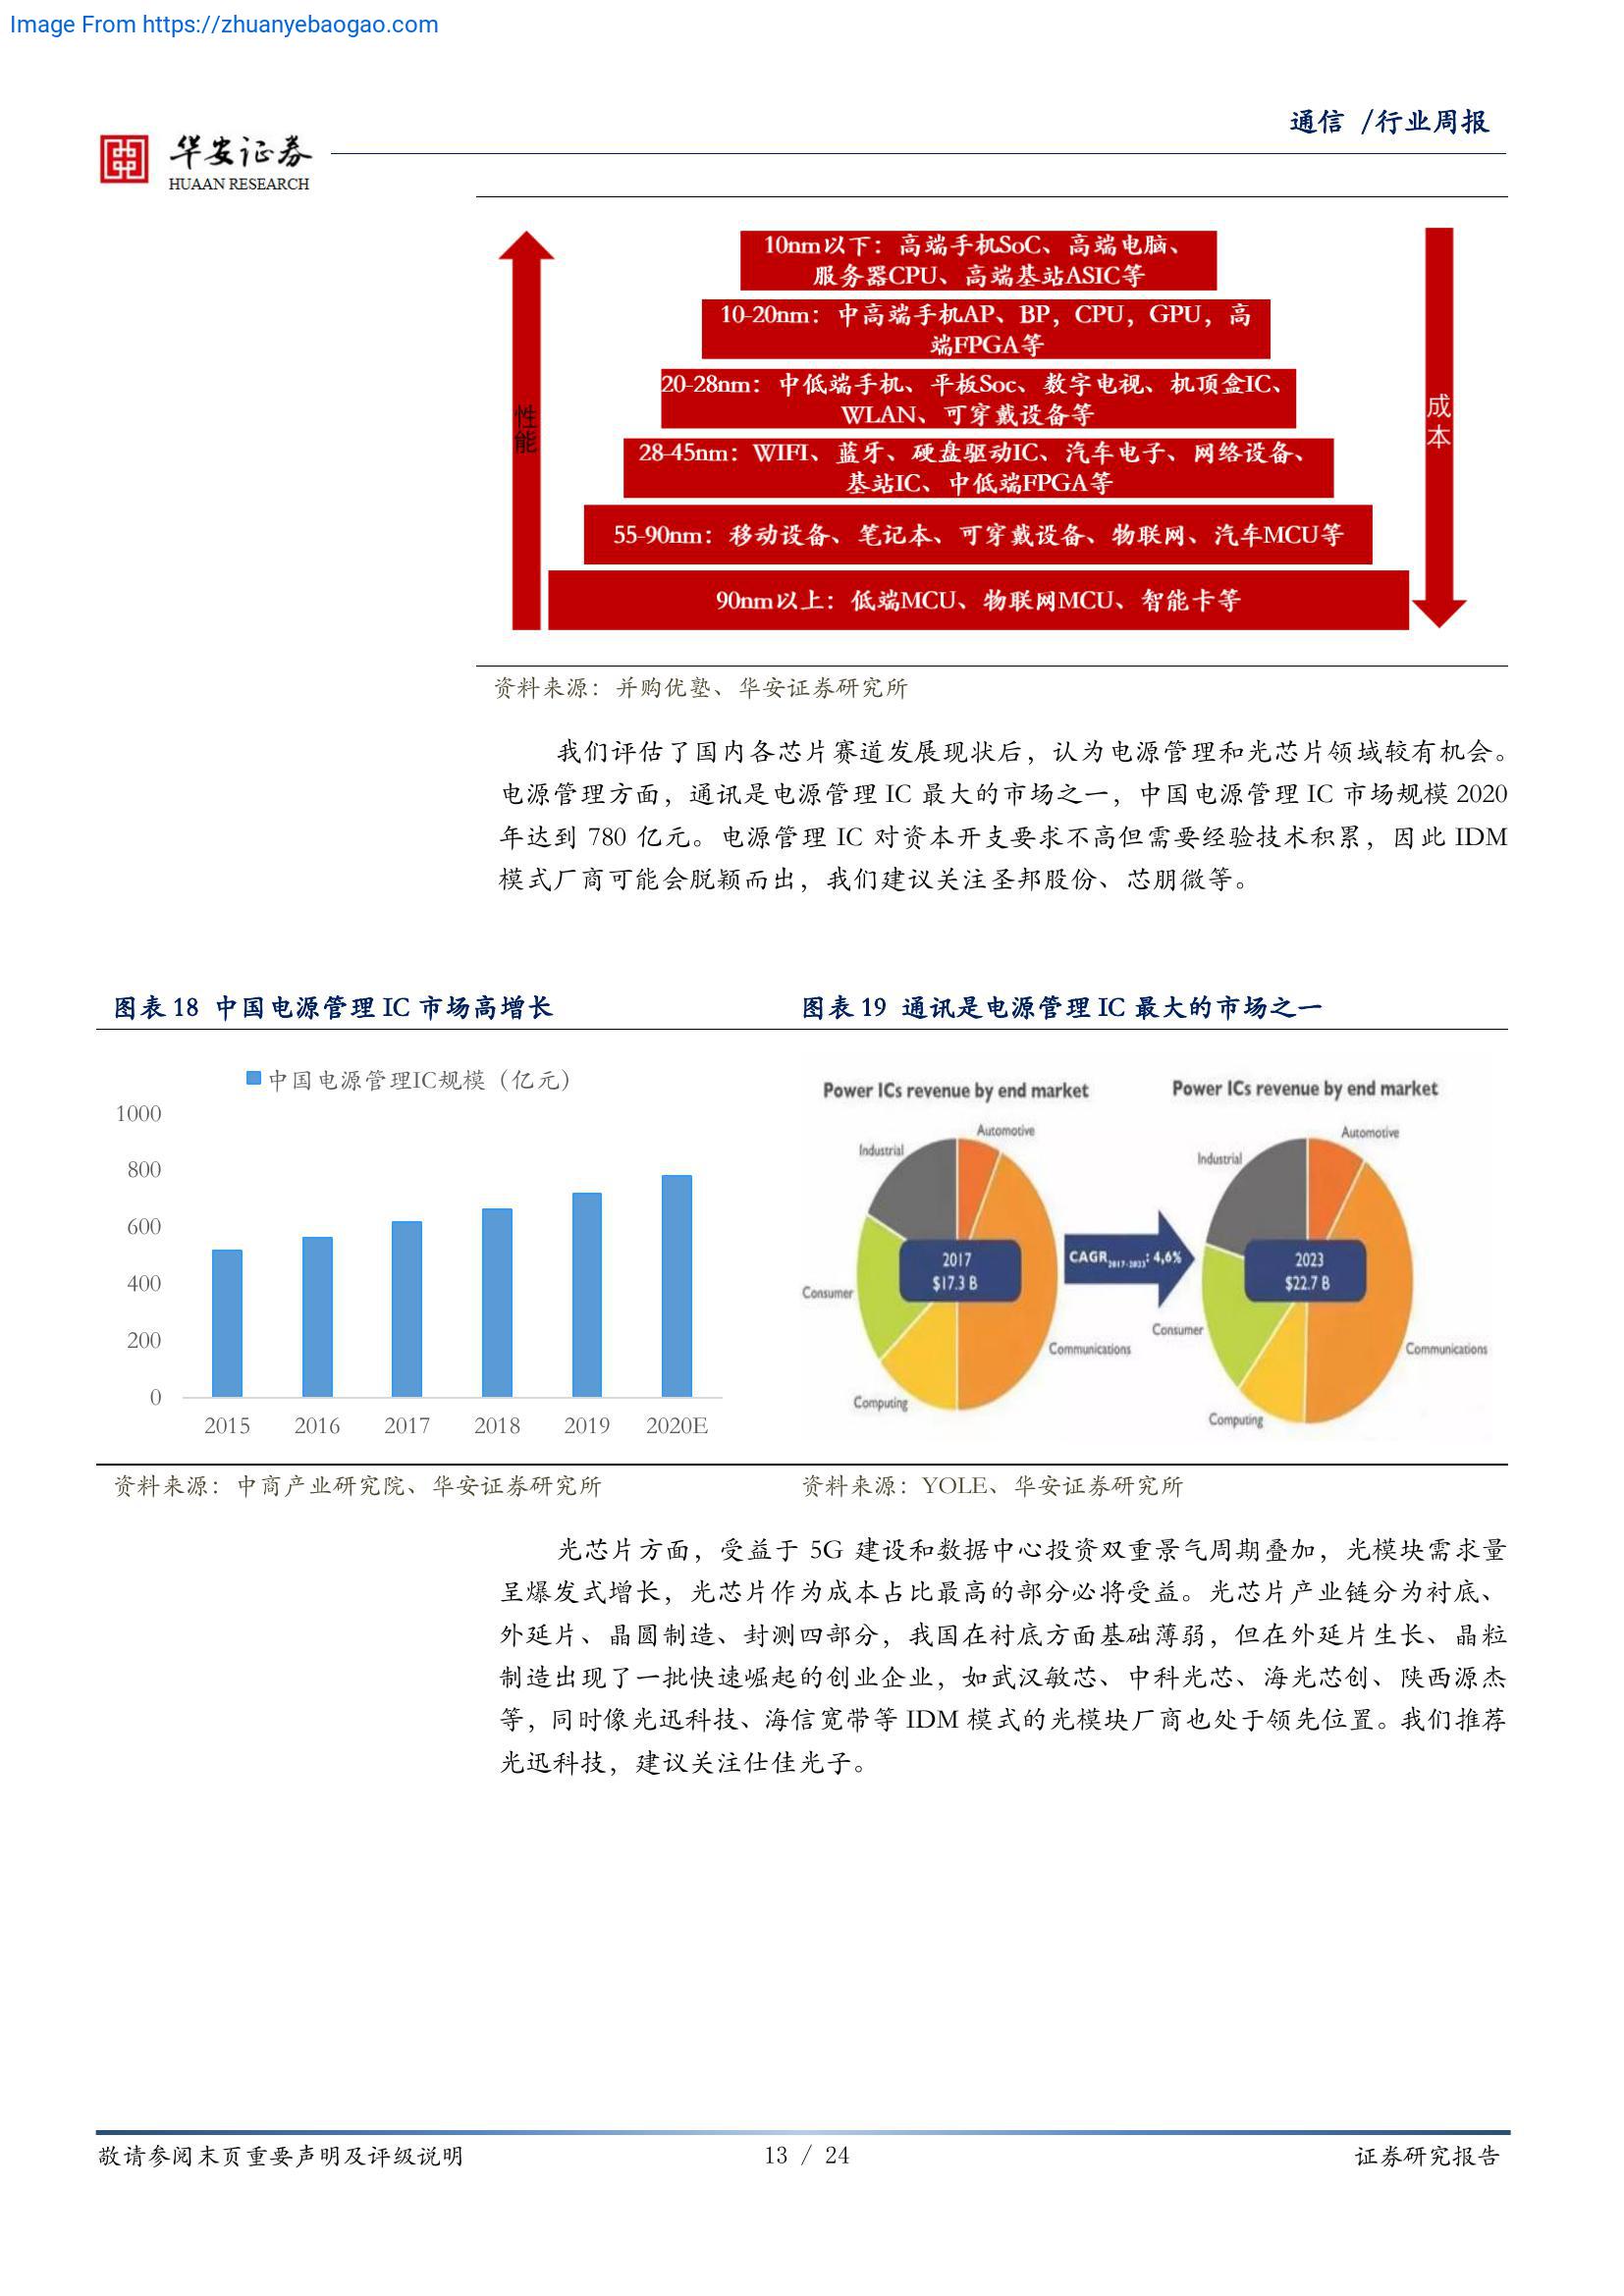 Image From https://zhuanyebaogao.com
通信 /行业周报
华安证券
HUAAN RESEARCH
10nm以下：高端手机SoC、高端电脑、
服务器CPU、高端基站ASIC等
10-20nm：中高端手机AP、BP，CPU，GPU，高
端FPGA等
20-28nm：中低端手机、平板Soc、数字电视、机顶盒IC、
WLAN、可穿戴设备等
性能
成本
28-45nm：WIFI、蓝牙、硬盘驱动IC、汽车电子、网络设备、
基站IC、中低端FPGA等
55-90nm：移动设备、笔记本、可穿戴设备、物联网、汽车MCU等
90nm以上：低端MCU、物联网MCU、智能卡等
资料来源：并购优塾、华安证券研究所
我们评估了国内各芯片赛道发展现状后，认为电源管理和光芯片领域较有机会。
电源管理方面，通讯是电源管理 IC 最大的市场之一，中国电源管理 IC 市场规模 2020
年达到 780 亿元。电源管理 IC 对资本开支要求不高但需要经验技术积累，因此 IDM
模式厂商可能会脱颖而出，我们建议关注圣邦股份、芯朋微等。
图表 18 中国电源管理 IC 市场高增长
中国电源管理IC规模（亿元）
1000
800
600
400
200
0
2015 2016 2017 2018 2019 2020E
资料来源：中商产业研究院、华安证券研究所
图表 19 通讯是电源管理 IC 最大的市场之一
Power ICs revenue by end market
Automotive
Industrial
2017
$17.3 B
Consumer
Communications
Computing
CAGR2017-2023: 4,6%
Power ICs revenue by end market
Automotive
Industrial
2023
$22.7 B
Consumer
Communications
Computing
资料来源：YOLE、华安证券研究所
光芯片方面，受益于 5G 建设和数据中心投资双重景气周期叠加，光模块需求量
呈爆发式增长，光芯片作为成本占比最高的部分必将受益。光芯片产业链分为衬底、
外延片、晶圆制造、封测四部分，我国在衬底方面基础薄弱，但在外延片生长、晶粒
制造出现了一批快速崛起的创业企业，如武汉敏芯、中科光芯、海光芯创、陕西源杰
等，同时像光迅科技、海信宽带等 IDM 模式的光模块厂商也处于领先位置。我们推荐
光迅科技，建议关注仕佳光子。
敬请参阅末页重要声明及评级说明
13 / 24
证券研究报告